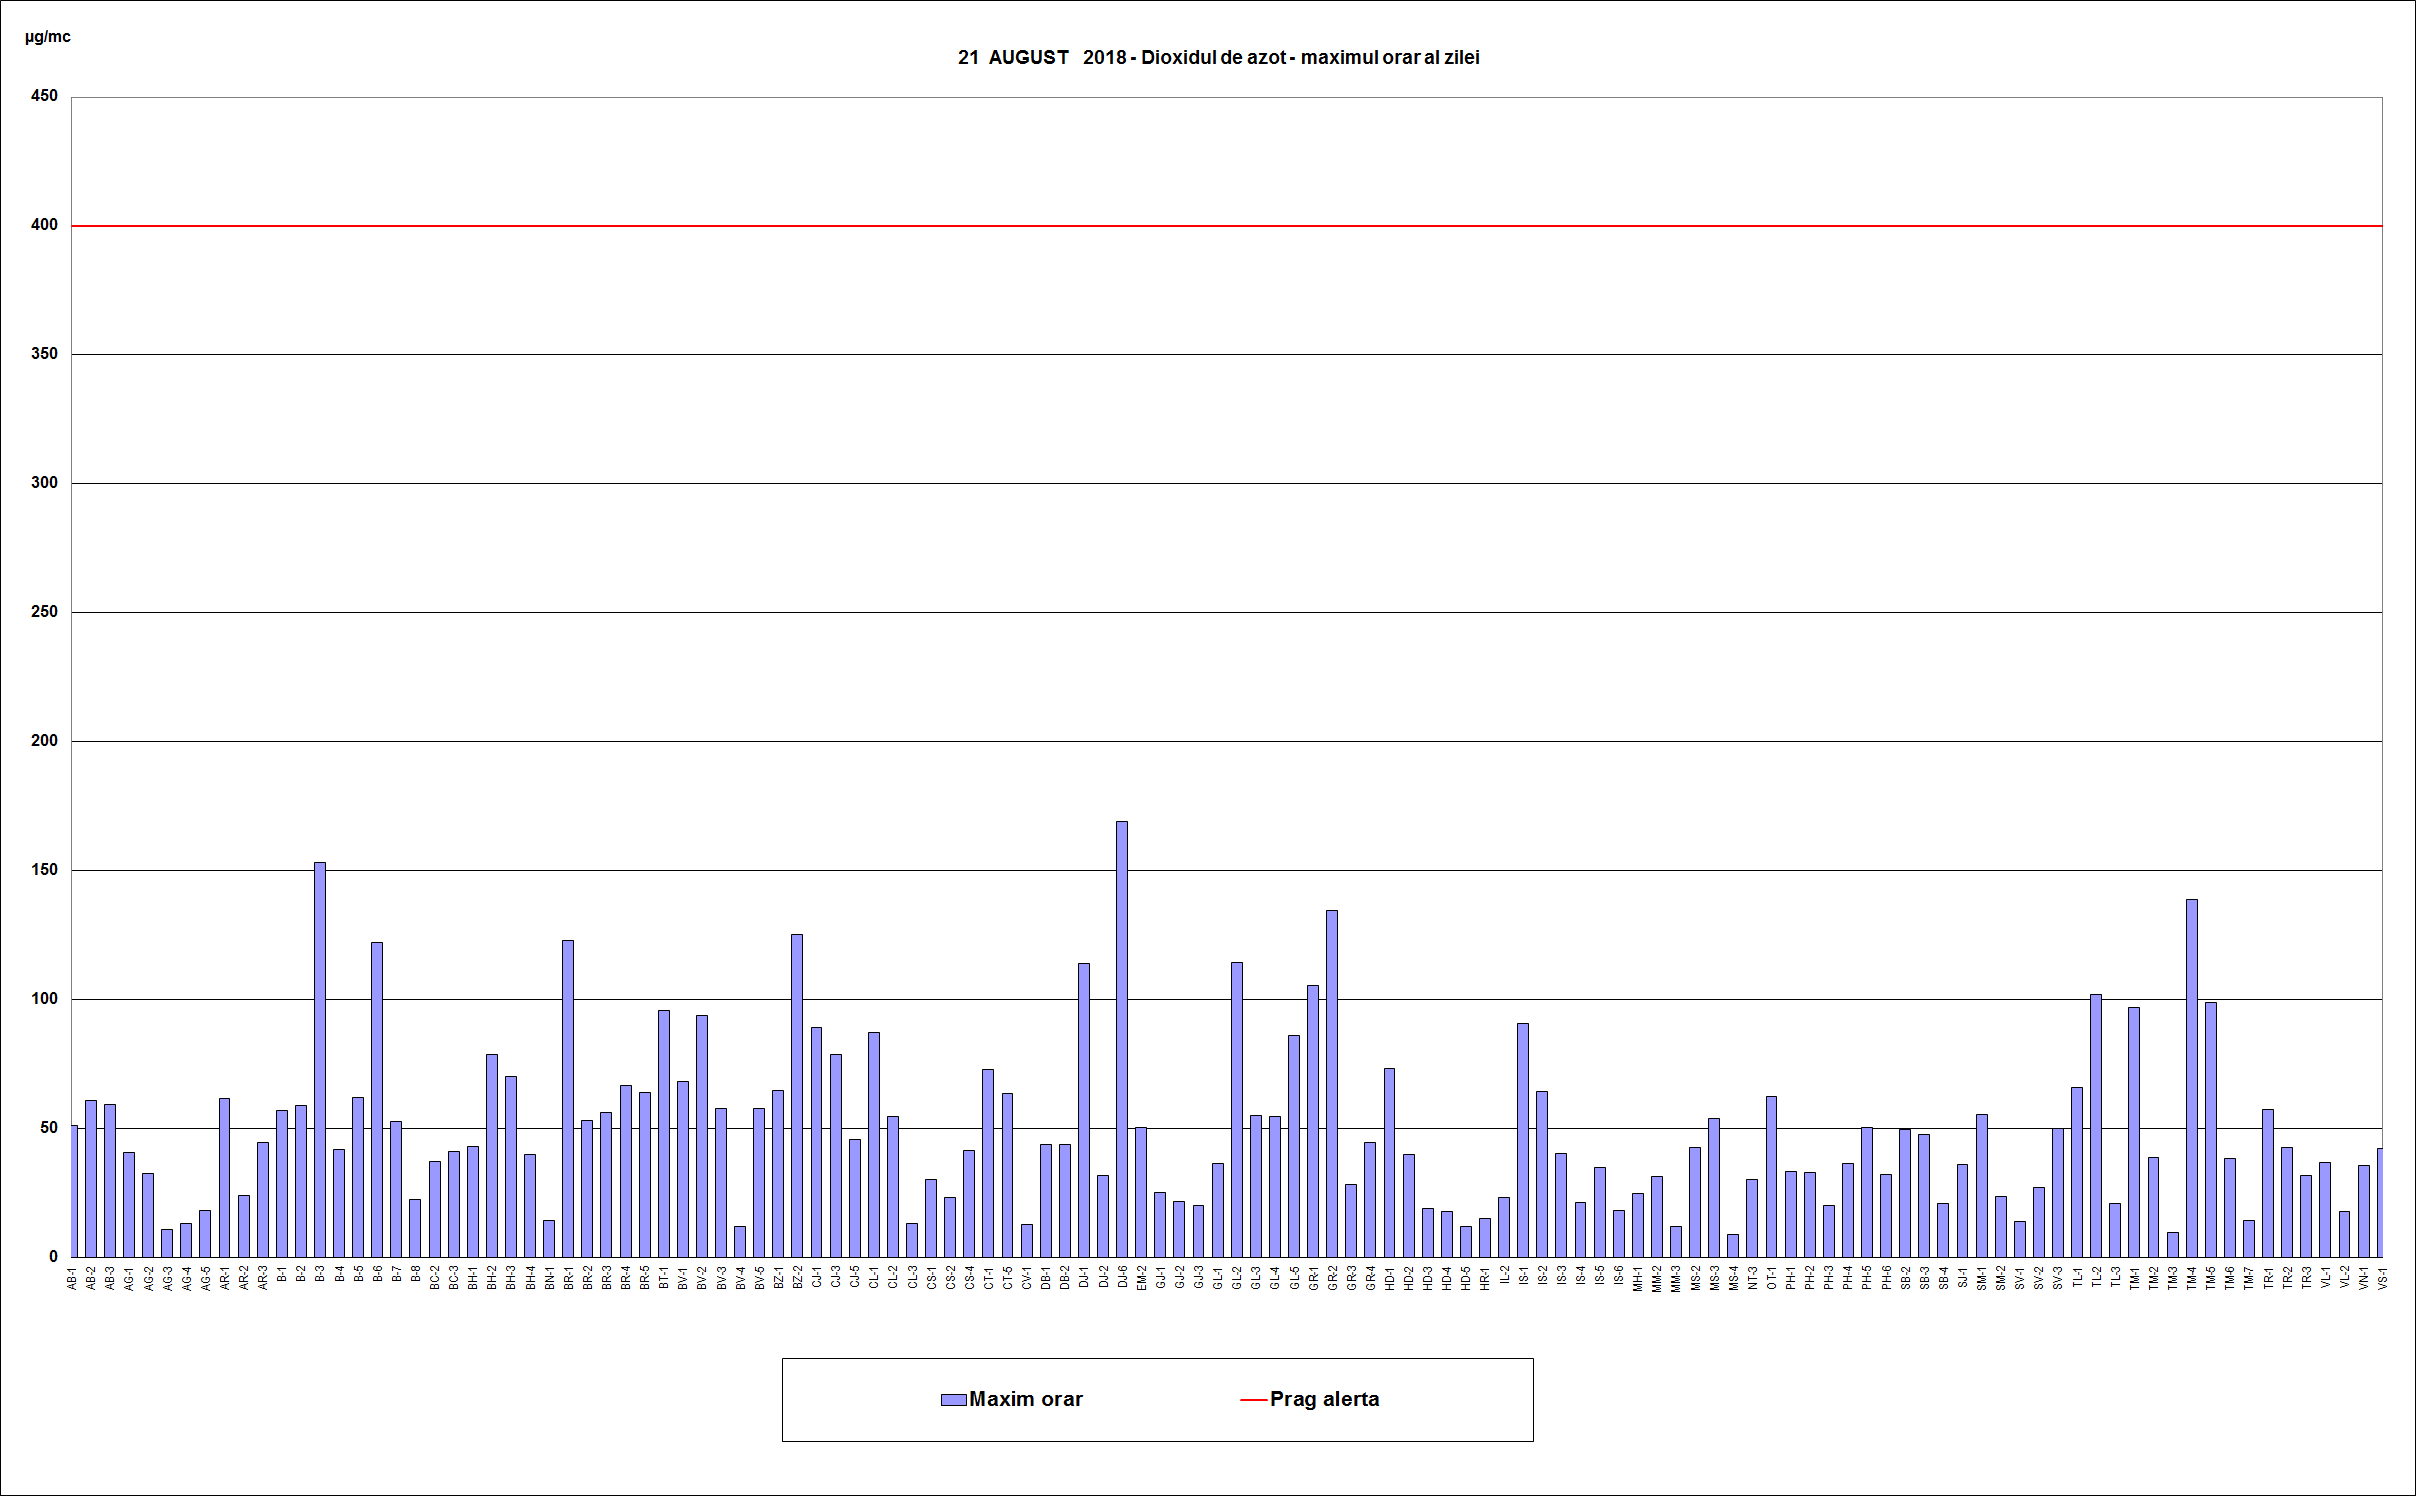 µg/mc
21 AUGUST 2018 - Dioxidul de azot - maximul orar al zilei
450
400
350
300
250
200
150
100
50
0
AB-1 AB-2 AB-3 AG-1 AG-2 AG-3 AG-4 AG-5 AR-1 AR-2 AR-3 B-1 B-2 B-3 B-4 B-5 B-6 B-7 B-8 BC-2 BC-3 BH-1 BH-2 BH-3 BH-4 BN-1 BR-1 BR-2 BR-3 BR-4 BR-5 BT-1 BV-1 BV-2 BV-3 BV-4 BV-5 BZ-1 BZ-2 CJ-1 CJ-3 CJ-5 CL-1 CL-2 CL-3 CS-1 CS-2 CS-4 CT-1 CT-5 CV-1 DB-1 DB-2 DJ-1 DJ-2 DJ-6 EM-2 GJ-1 GJ-2 GJ-3 GL-1 GL-2 GL-3 GL-4 GL-5 GR-1 GR-2 GR-3 GR-4 HD-1 HD-2 HD-3 HD-4 HD-5 HR-1 IL-2 IS-1 IS-2 IS-3 IS-4 IS-5 IS-6 MH-1 MM-2 MM-3 MS-2 MS-3 MS-4 NT-3 OT-1 PH-1 PH-2 PH-3 PH-4 PH-5 PH-6 SB-2 SB-3 SB-4 SJ-1 SM-1 SM-2 SV-1 SV-2 SV-3 TL-1 TL-2 TL-3 TM-1 TM-2 TM-3 TM-4 TM-5 TM-6 TM-7 TR-1 TR-2 TR-3 VL-1 VL-2 VN-1 VS-1
Maxim orar Prag alerta